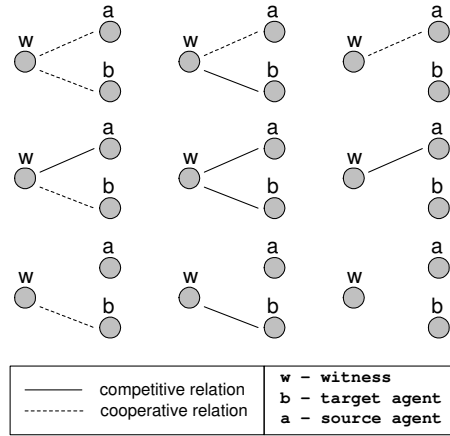 a a a
w w w
b b b
a a a
w w w
b b b
a a a
w w w
b b b
competitive relation
cooperative relation
w – witness
b – target agent
a – source agent